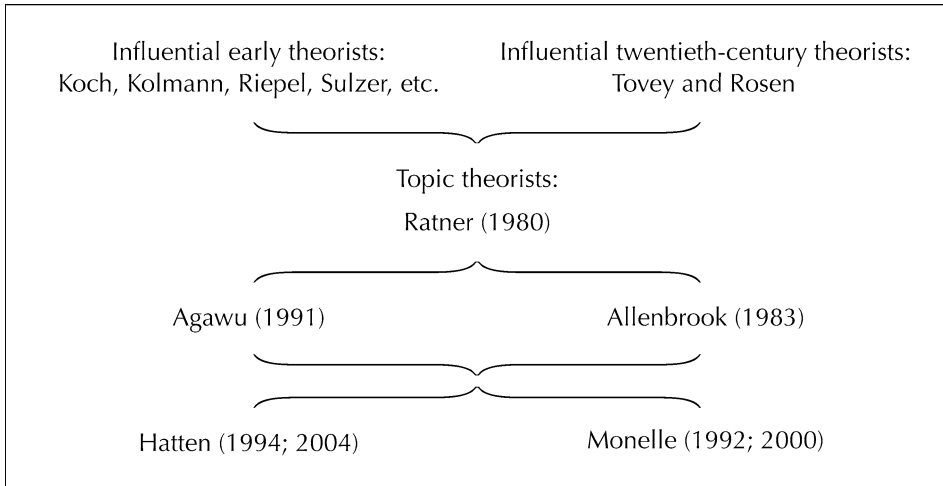 Influential early theorists:
Koch, Kolmann, Riepel, Sulzer, etc.
Influential twentieth-century theorists:
Tovey and Rosen
Topic theorists:
Ratner (1980)
Agawu (1991)
Allenbrook (1983)
Hatten (1994; 2004)
Monelle (1992; 2000)